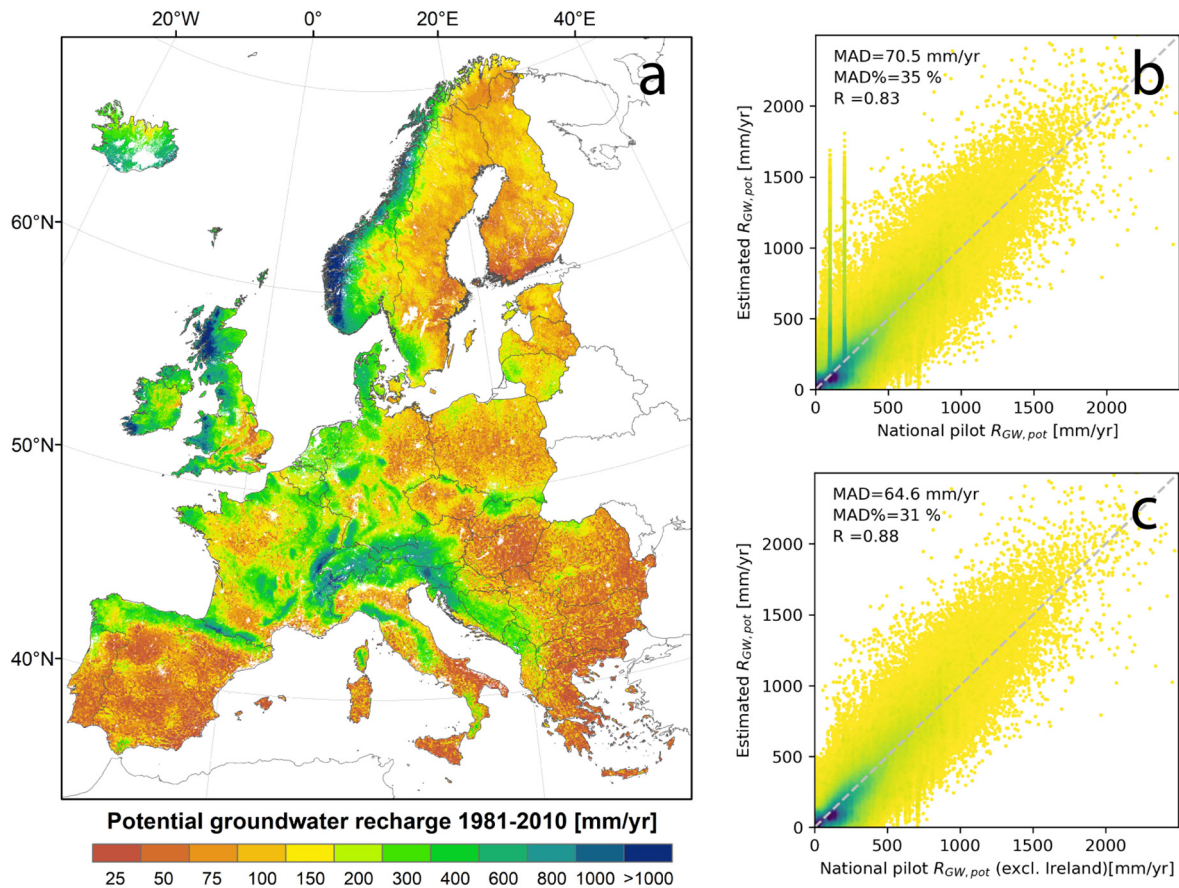 20°W 0° 20°E 40°E
a
60°N
50°N
40°N
Potential groundwater recharge 1981-2010 [mm/yr]
25 50 75 100 150 200 300 400 600 800 1000 >1000
b
MAD=70.5 mm/yr
MAD%=35 %
R =0.83
Estimated R_GW,pot [mm/yr]
2000
1500
1000
500
0
0 500 1000 1500 2000
National pilot R_GW,pot [mm/yr]
c
MAD=64.6 mm/yr
MAD%=31 %
R =0.88
Estimated R_GW,pot [mm/yr]
2000
1500
1000
500
0
0 500 1000 1500 2000
National pilot R_GW,pot (excl. Ireland)[mm/yr]